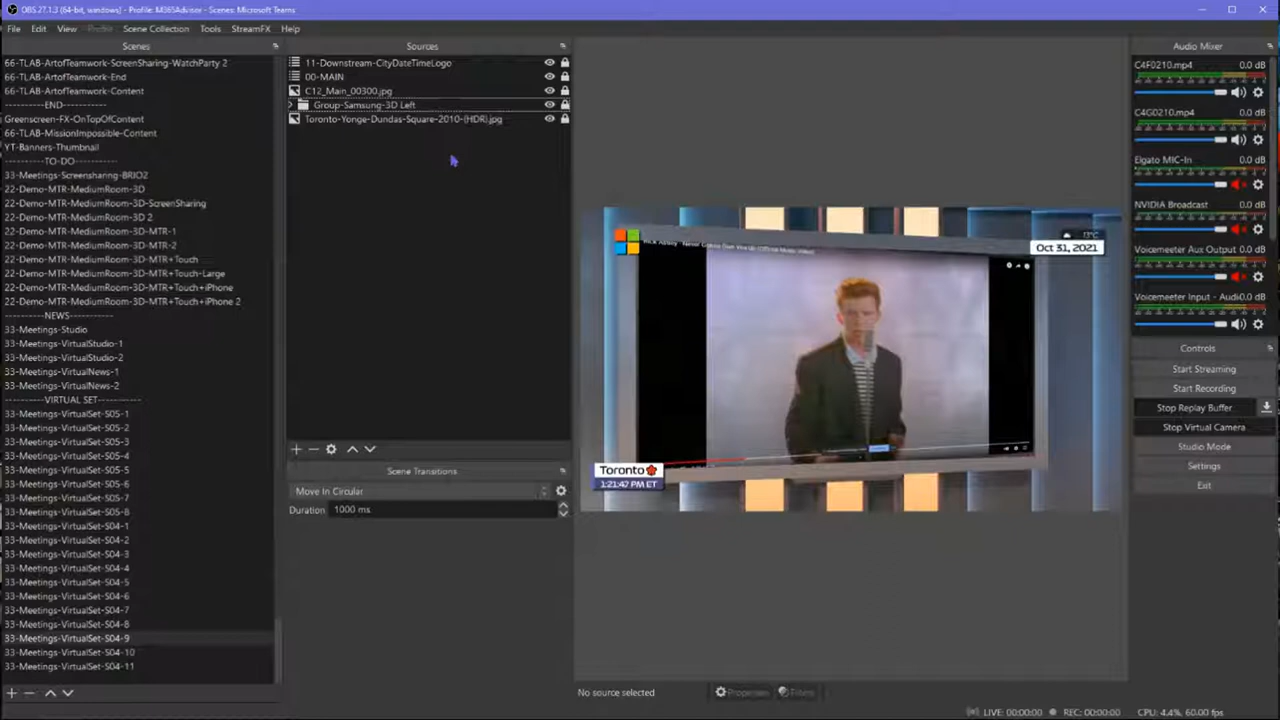 OBS 27.1.3 (64-bit, windows) - Profile: M365Advisor - Scenes: Microsoft Teams
File Edit View Profile Scene Collection Tools StreamFX Help
Scenes
66-TLAB-ArtofTeamwork-ScreenSharing-WatchParty 2
66-TLAB-ArtofTeamwork-End
66-TLAB-ArtofTeamwork-Content
----------END----------
Greenscreen-FX-OnTopOfContent
66-TLAB-MissionImpossible-Content
YT-Banners-Thumbnail
----------TO-DO----------
33-Meetings-Screensharing-BRIO2
22-Demo-MTR-MediumRoom-3D
22-Demo-MTR-MediumRoom-3D-ScreenSharing
22-Demo-MTR-MediumRoom-3D 2
22-Demo-MTR-MediumRoom-3D-MTR-1
22-Demo-MTR-MediumRoom-3D-MTR-2
22-Demo-MTR-MediumRoom-3D-MTR+Touch
22-Demo-MTR-MediumRoom-3D-MTR+Touch-Large
22-Demo-MTR-MediumRoom-3D-MTR+Touch+iPhone
22-Demo-MTR-MediumRoom-3D-MTR+Touch+iPhone 2
----------NEWS----------
33-Meetings-Studio
33-Meetings-VirtualStudio-1
33-Meetings-VirtualStudio-2
33-Meetings-VirtualNews-1
33-Meetings-VirtualNews-2
----------VIRTUAL SET----------
33-Meetings-VirtualSet-S05-1
33-Meetings-VirtualSet-S05-2
33-Meetings-VirtualSet-S05-3
33-Meetings-VirtualSet-S05-4
33-Meetings-VirtualSet-S05-5
33-Meetings-VirtualSet-S05-6
33-Meetings-VirtualSet-S05-7
33-Meetings-VirtualSet-S05-8
33-Meetings-VirtualSet-S04-1
33-Meetings-VirtualSet-S04-2
33-Meetings-VirtualSet-S04-3
33-Meetings-VirtualSet-S04-4
33-Meetings-VirtualSet-S04-5
33-Meetings-VirtualSet-S04-6
33-Meetings-VirtualSet-S04-7
33-Meetings-VirtualSet-S04-8
33-Meetings-VirtualSet-S04-9
33-Meetings-VirtualSet-S04-10
33-Meetings-VirtualSet-S04-11
Sources
11-Downstream-CityDateTimeLogo
00-MAIN
C12_Main_00300.jpg
Group-Samsung-3D Left
Toronto-Yonge-Dundas-Square-2010-(HDR).jpg
Scene Transitions
Move In Circular
Duration 1000 ms
Rick Astley - Never Gonna Give You Up (Official Music Video)
13°C
Oct 31, 2021
Toronto
1:21:47 PM ET
No source selected
Properties
Filters
Audio Mixer
C4F0210.mp4 0.0 dB
C4G0210.mp4 0.0 dB
Elgato MIC-In 0.0 dB
NVIDIA Broadcast 0.0 dB
Voicemeeter Aux Output 0.0 dB
Voicemeeter Input - Audi 0.0 dB
Controls
Start Streaming
Start Recording
Stop Replay Buffer
Stop Virtual Camera
Studio Mode
Settings
Exit
LIVE: 00:00:00 REC: 00:00:00 CPU: 4.4%, 60.00 fps